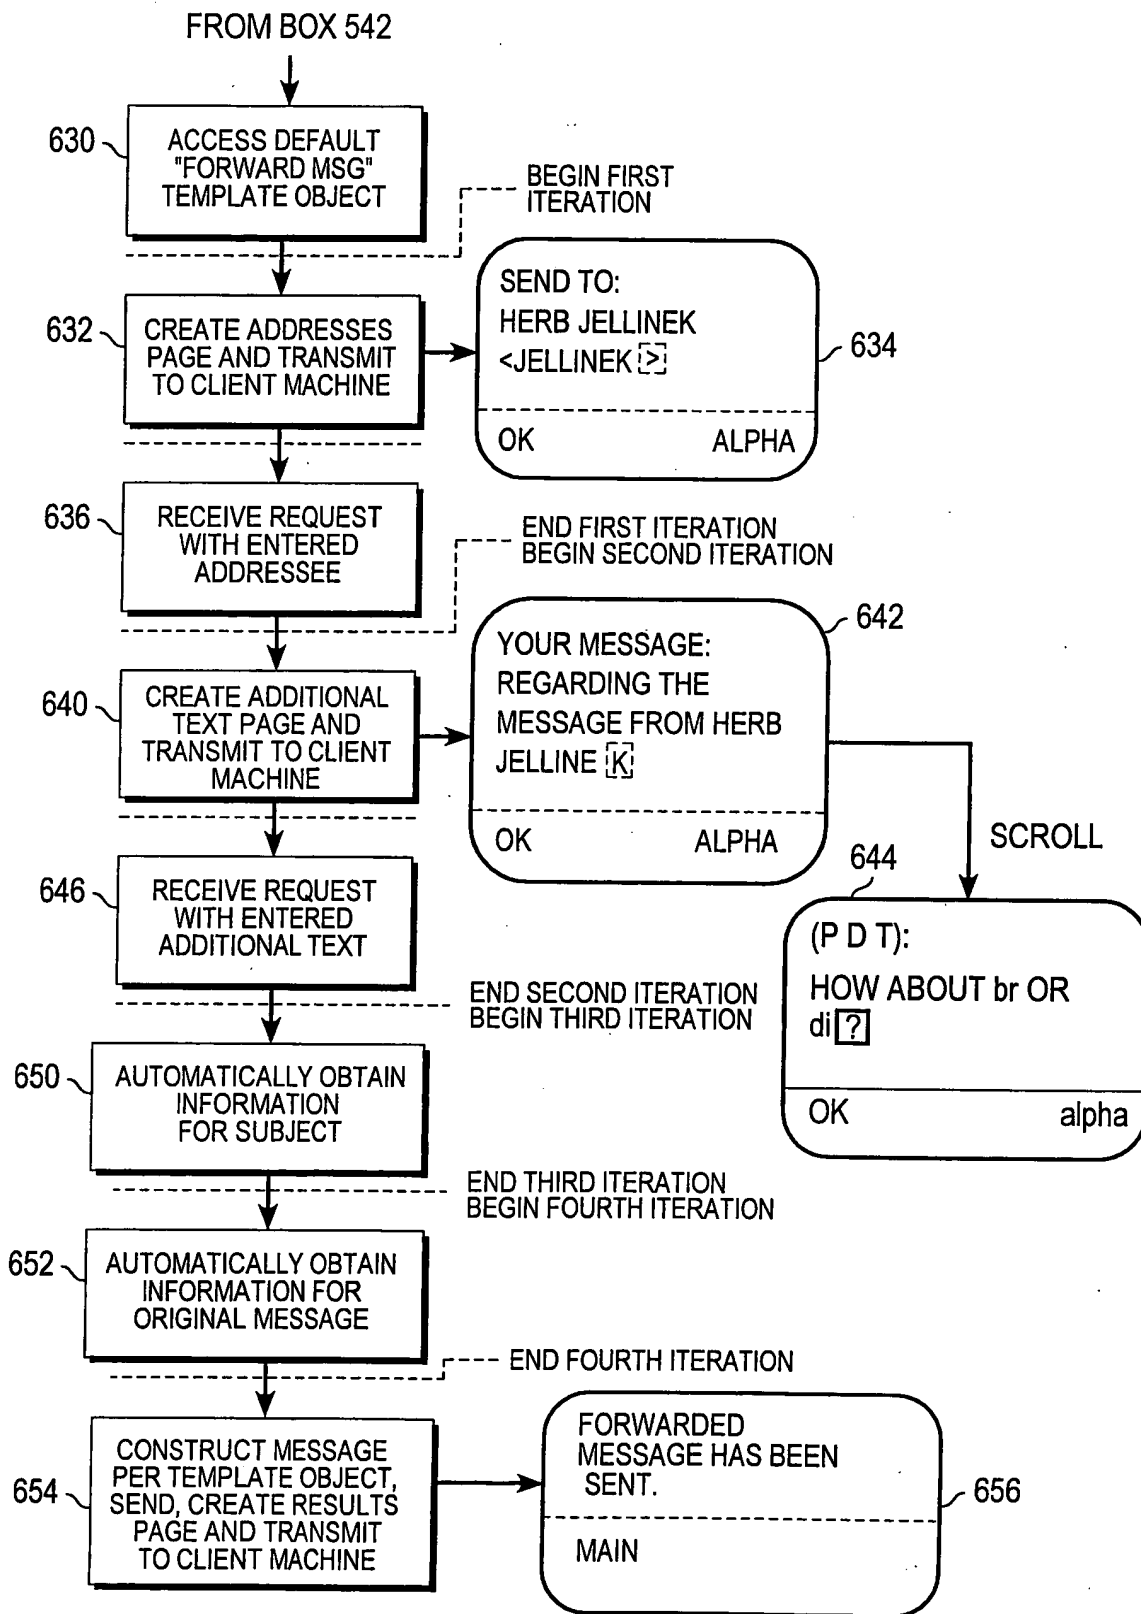 FROM BOX 542
630
ACCESS DEFAULT
"FORWARD MSG"
TEMPLATE OBJECT
BEGIN FIRST
ITERATION
632
CREATE ADDRESSES
PAGE AND TRANSMIT
TO CLIENT MACHINE
SEND TO:
HERB JELLINEK
<JELLINEK >
OK ALPHA
634
636
RECEIVE REQUEST
WITH ENTERED
ADDRESSEE
END FIRST ITERATION
BEGIN SECOND ITERATION
640
CREATE ADDITIONAL
TEXT PAGE AND
TRANSMIT TO CLIENT
MACHINE
642
YOUR MESSAGE:
REGARDING THE
MESSAGE FROM HERB
JELLINE K
OK ALPHA
SCROLL
644
(P D T):
HOW ABOUT br OR
di ?
OK alpha
646
RECEIVE REQUEST
WITH ENTERED
ADDITIONAL TEXT
END SECOND ITERATION
BEGIN THIRD ITERATION
650
AUTOMATICALLY OBTAIN
INFORMATION
FOR SUBJECT
END THIRD ITERATION
BEGIN FOURTH ITERATION
652
AUTOMATICALLY OBTAIN
INFORMATION FOR
ORIGINAL MESSAGE
END FOURTH ITERATION
654
CONSTRUCT MESSAGE
PER TEMPLATE OBJECT,
SEND, CREATE RESULTS
PAGE AND TRANSMIT
TO CLIENT MACHINE
FORWARDED
MESSAGE HAS BEEN
SENT.
MAIN
656